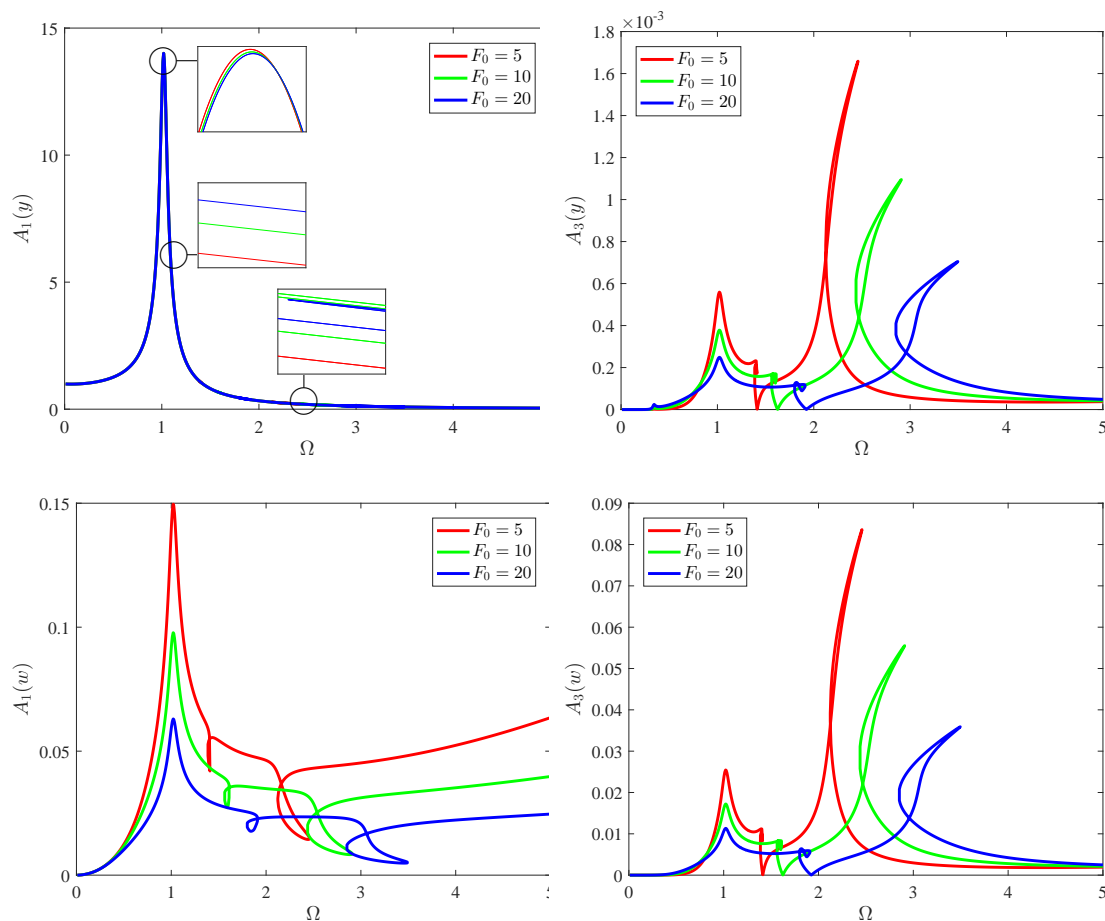 15
10
5
0
0
1
2
3
4
A₁(y)
Ω
F₀ = 5
F₀ = 10
F₀ = 20
×10⁻³
1.8
1.6
1.4
1.2
1
0.8
0.6
0.4
0.2
0
0
1
2
3
4
5
A₃(y)
Ω
F₀ = 5
F₀ = 10
F₀ = 20
0.15
0.1
0.05
0
0
1
2
3
4
5
A₁(w)
Ω
F₀ = 5
F₀ = 10
F₀ = 20
0.09
0.08
0.07
0.06
0.05
0.04
0.03
0.02
0.01
0
0
1
2
3
4
5
A₃(w)
Ω
F₀ = 5
F₀ = 10
F₀ = 20